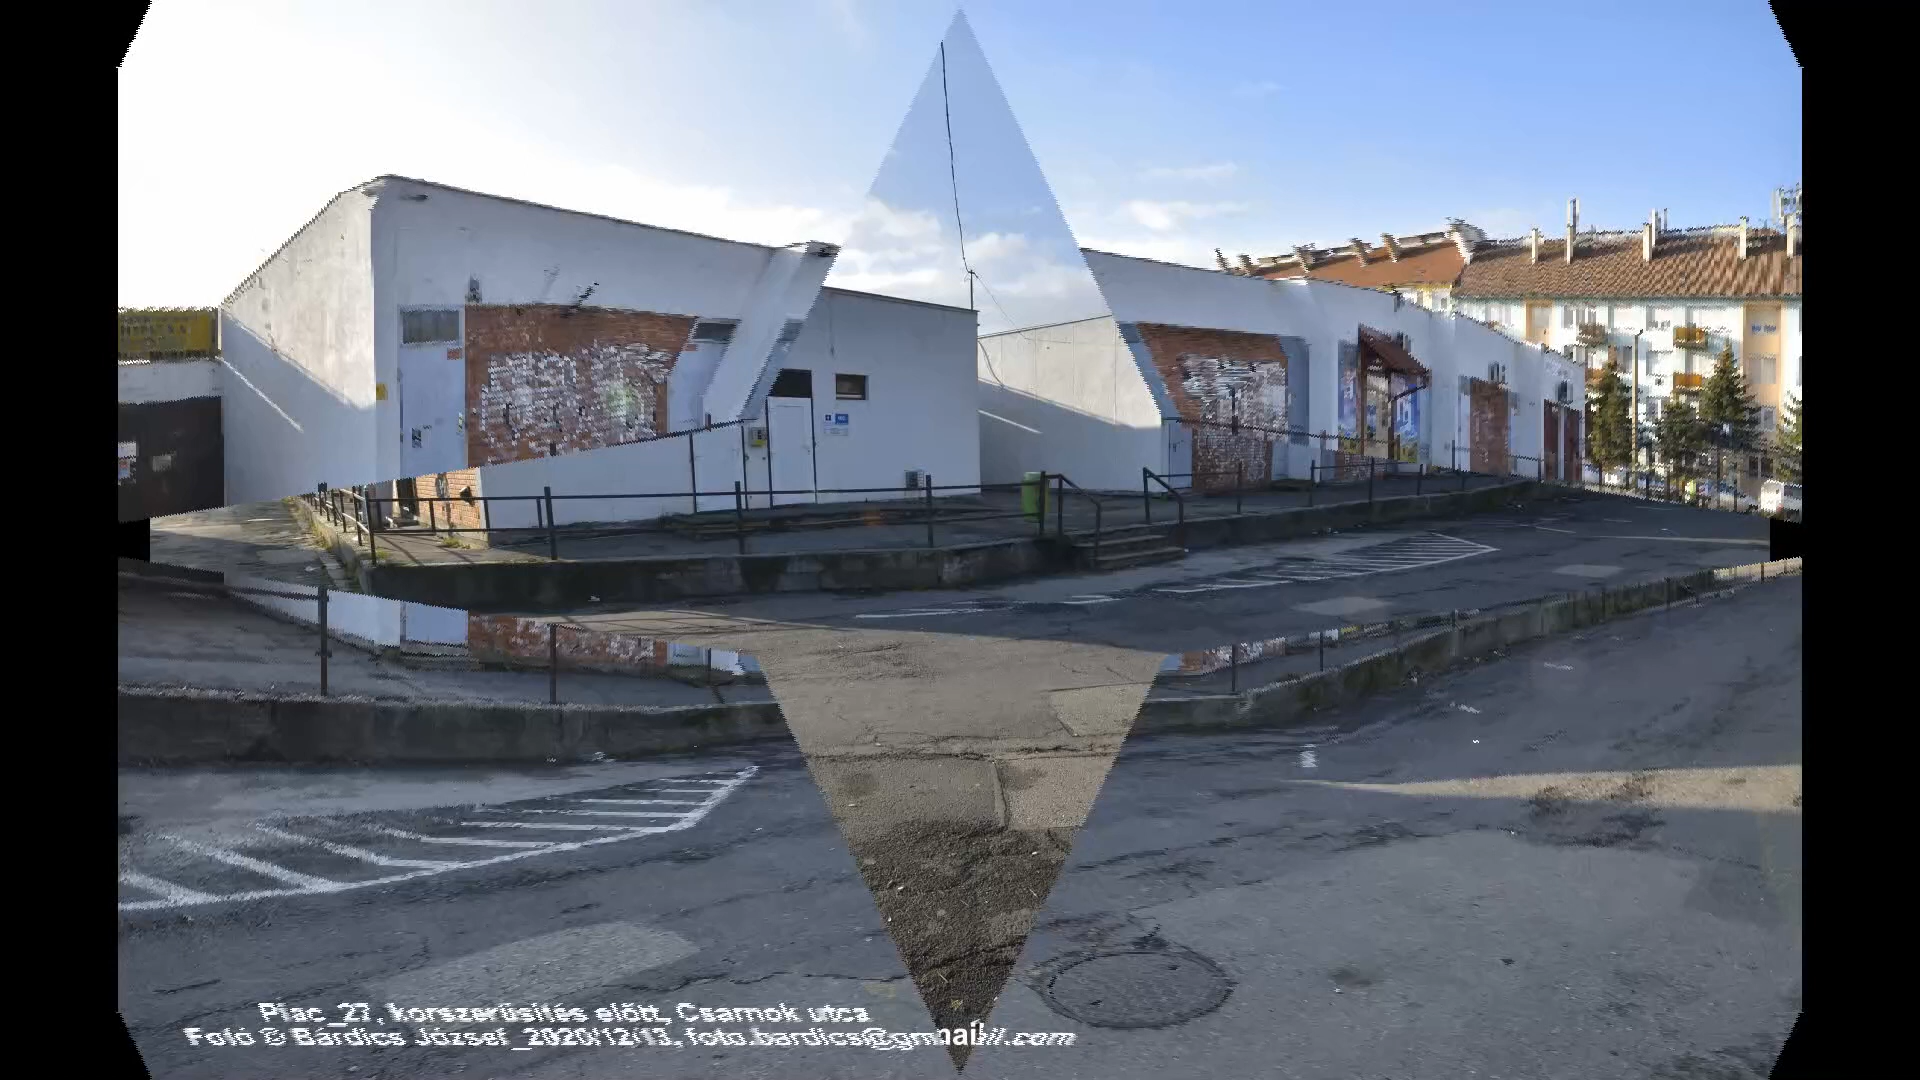 Piac_27, korszerűsítés előtt, Csarnok utca
Fotó © Bárdics József_2020/12/13, foto.bardics@gmail.com